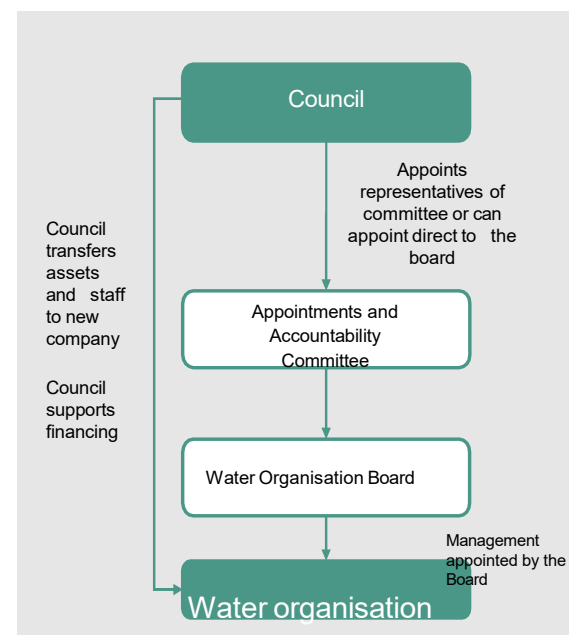 Council
Appoints
representatives of
committee or can
appoint direct to the
board
Council
transfers
assets
and staff
to new
company
Council
supports
financing
Appointments and
Accountability
Committee
Water Organisation Board
Management
appointed by the
Board
Water organisation